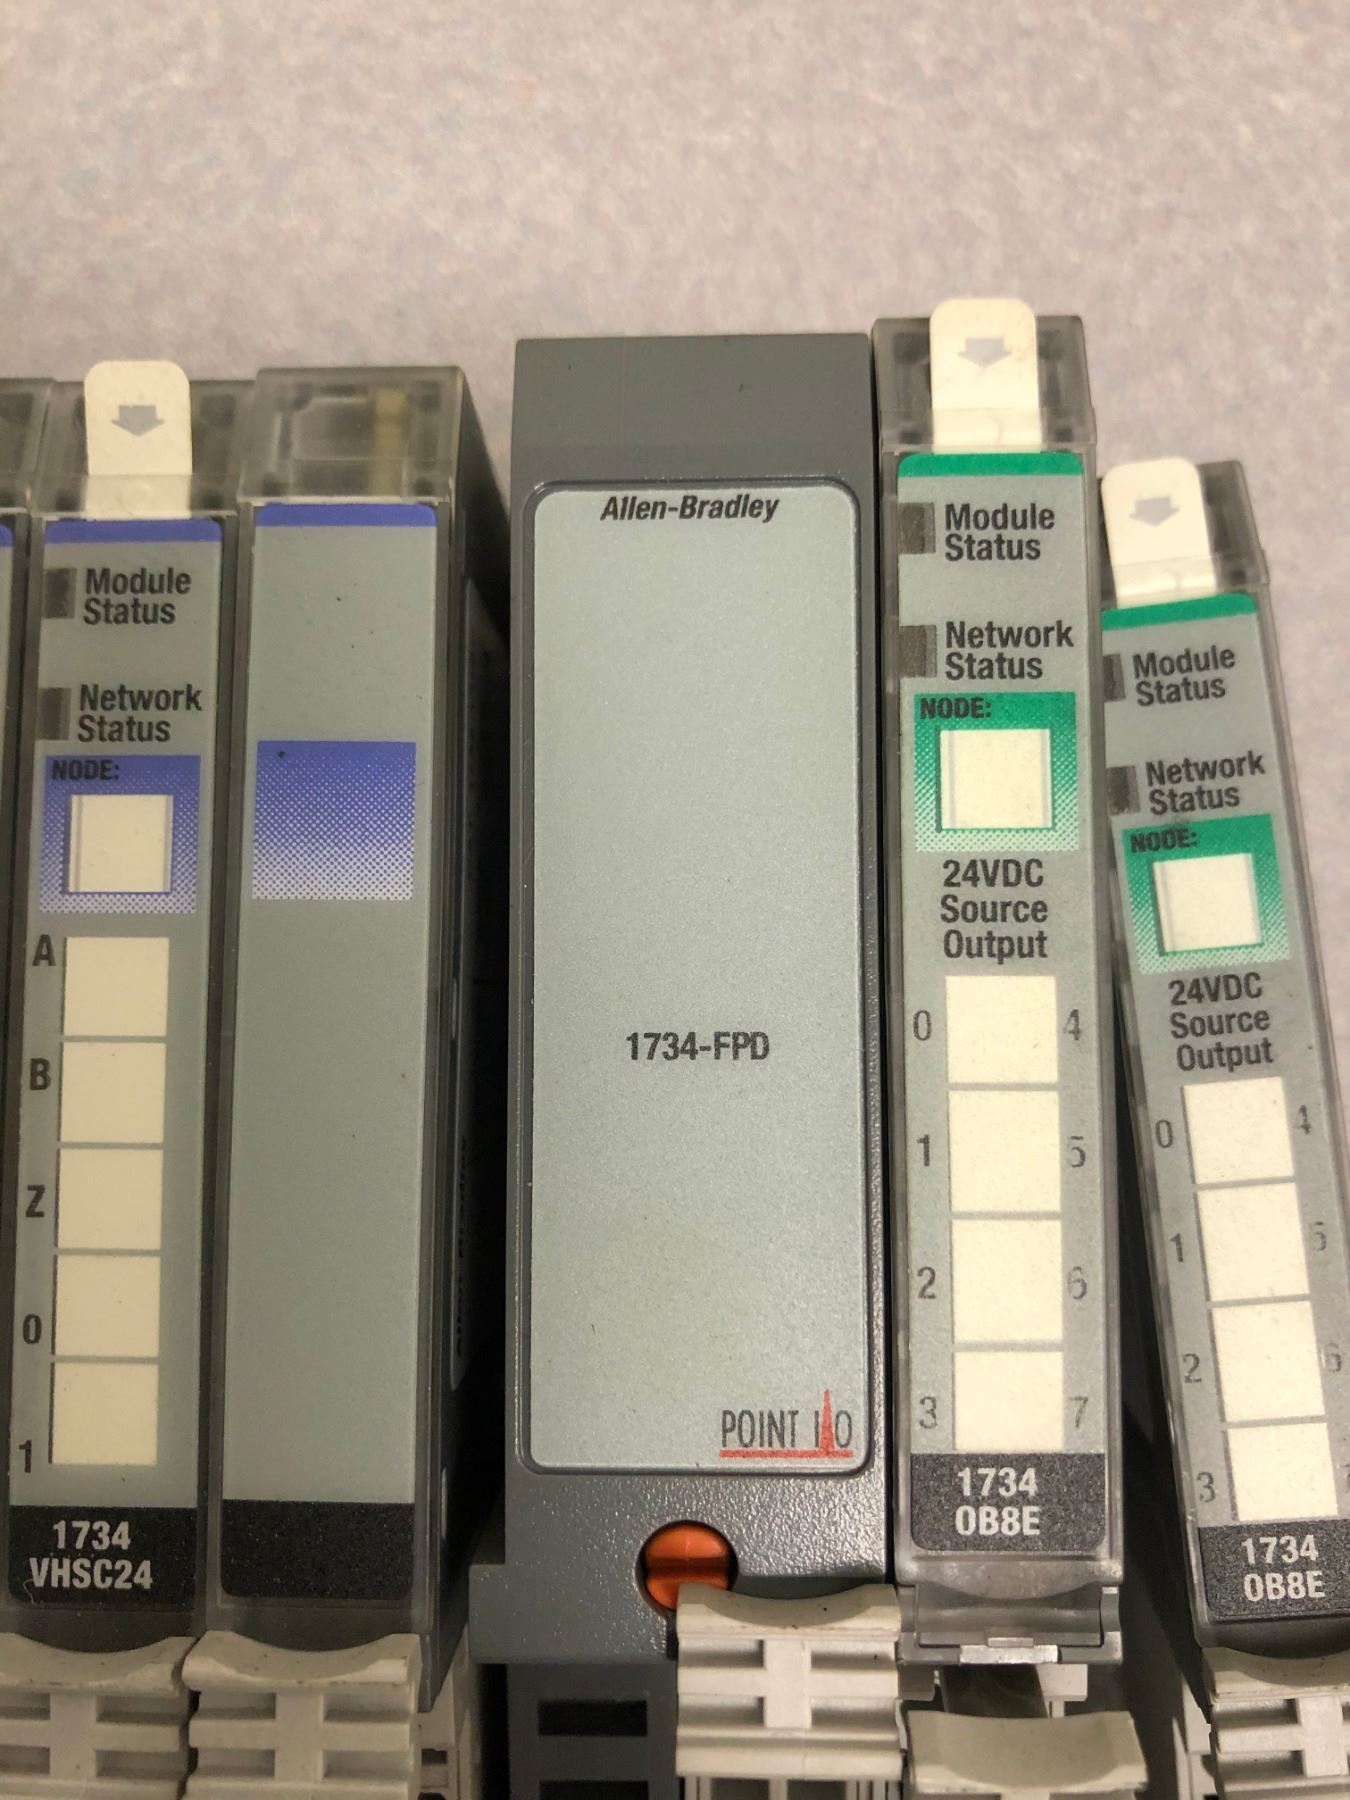 Module
Status
Network
Status
NODE:
A
B
Z
0
1
1734
VHSC24
Allen-Bradley
1734-FPD
POINT I/O
Module
Status
Network
Status
NODE:
24VDC
Source
Output
0 4
1 5
2 6
3 7
1734
OB8E
Module
Status
Network
Status
NODE:
24VDC
Source
Output
0 4
1 5
2 6
3
1734
OB8E